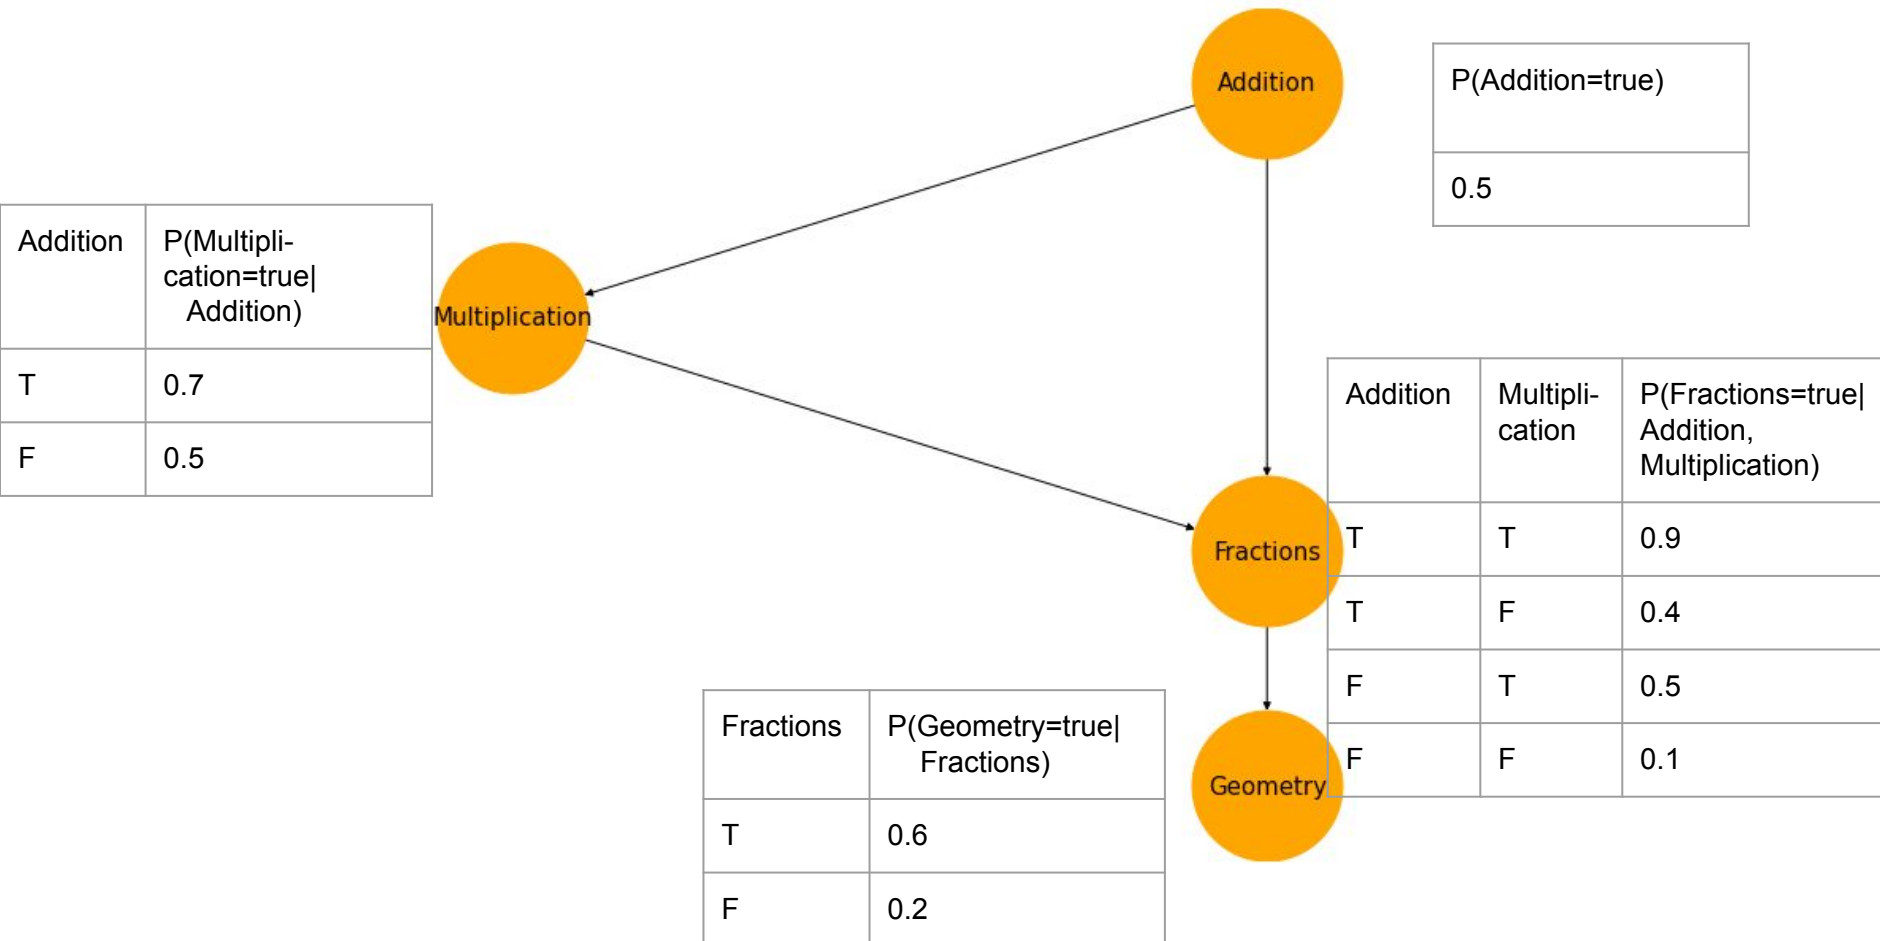 Addition
P(Addition=true)
0.5
Addition
P(Multipli-
cation=true|
Addition)
T
0.7
F
0.5
Multiplication
Addition
Multipli-
cation
P(Fractions=true|
Addition,
Multiplication)
T
T
0.9
T
F
0.4
F
T
0.5
F
F
0.1
Fractions
Fractions
P(Geometry=true|
Fractions)
T
0.6
F
0.2
Geometry